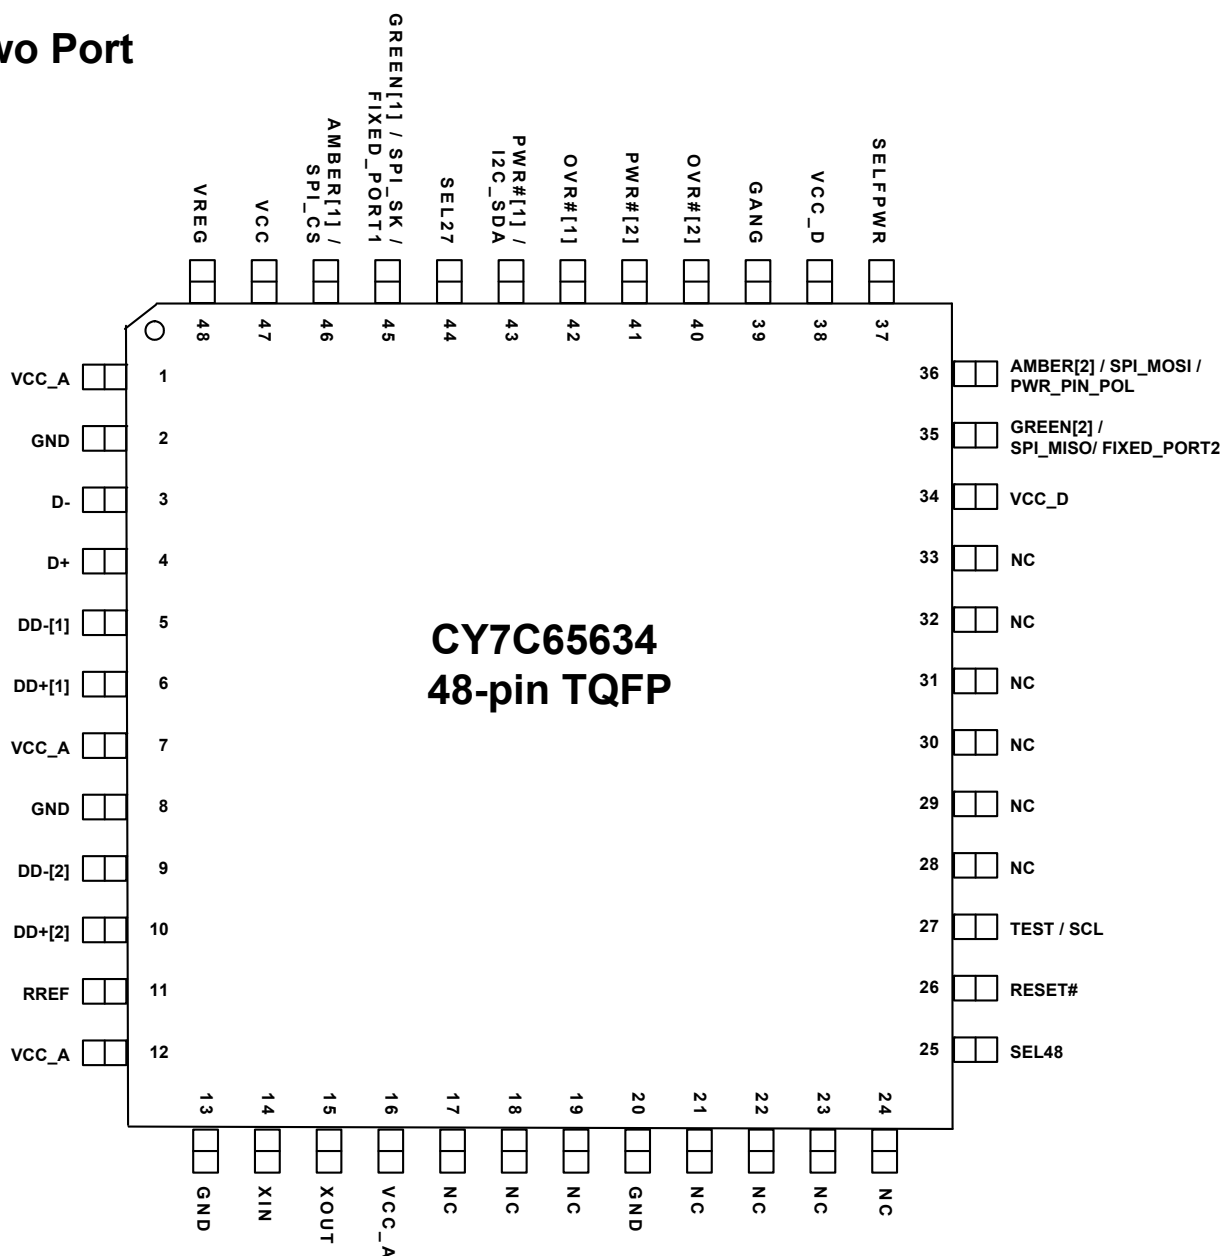 wo Port
VREG
VCC
AMBER[1] /
SPI_CS
GREEN[1] / SPI_SK /
FIXED_PORT1
SEL27
PWR#[1] /
I2C_SDA
OVR#[1]
PWR#[2]
OVR#[2]
GANG
VCC_D
SELFPWR
48
47
46
45
44
43
42
41
40
39
38
37
VCC_A 1
GND 2
D- 3
D+ 4
DD-[1] 5
DD+[1] 6
VCC_A 7
GND 8
DD-[2] 9
DD+[2] 10
RREF 11
VCC_A 12
CY7C65634
48-pin TQFP
36 AMBER[2] / SPI_MOSI /
PWR_PIN_POL
35 GREEN[2] /
SPI_MISO/ FIXED_PORT2
34 VCC_D
33 NC
32 NC
31 NC
30 NC
29 NC
28 NC
27 TEST / SCL
26 RESET#
25 SEL48
13
14
15
16
17
18
19
20
21
22
23
24
GND
XIN
XOUT
VCC_A
NC
NC
NC
GND
NC
NC
NC
NC